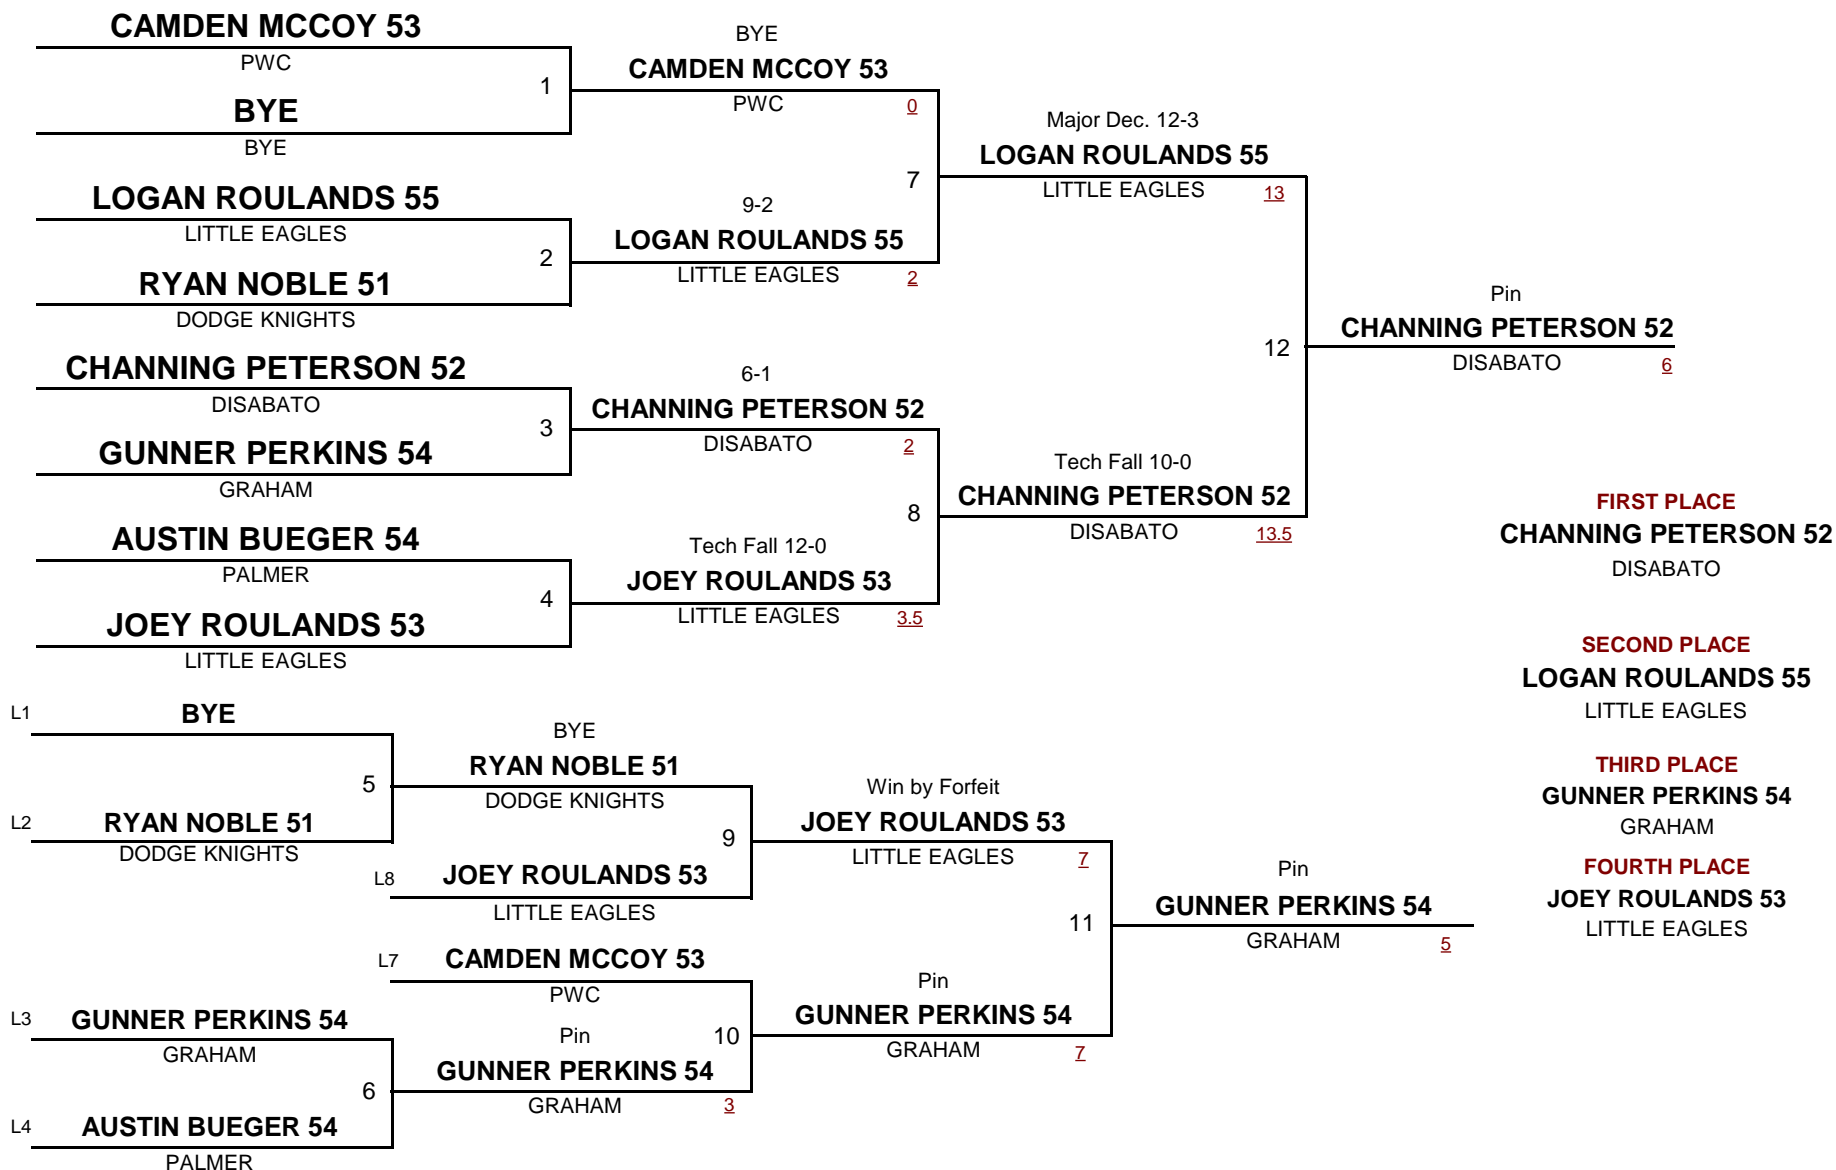 CAMDEN MCCOY 53
PWC
1
BYE
BYE
LOGAN ROULANDS 55
LITTLE EAGLES
2
RYAN NOBLE 51
DODGE KNIGHTS
CHANNING PETERSON 52
DISABATO
3
GUNNER PERKINS 54
GRAHAM
AUSTIN BUEGER 54
PALMER
4
JOEY ROULANDS 53
LITTLE EAGLES
BYE
CAMDEN MCCOY 53
PWC 0
7
9-2
LOGAN ROULANDS 55
LITTLE EAGLES 2
6-1
CHANNING PETERSON 52
DISABATO 2
8
Tech Fall 12-0
JOEY ROULANDS 53
LITTLE EAGLES 3.5
Major Dec. 12-3
LOGAN ROULANDS 55
LITTLE EAGLES 13
12
Tech Fall 10-0
CHANNING PETERSON 52
DISABATO 13.5
Pin
CHANNING PETERSON 52
DISABATO 6
FIRST PLACE
CHANNING PETERSON 52
DISABATO
SECOND PLACE
LOGAN ROULANDS 55
LITTLE EAGLES
THIRD PLACE
GUNNER PERKINS 54
GRAHAM
FOURTH PLACE
JOEY ROULANDS 53
LITTLE EAGLES
L1 BYE
5
L2 RYAN NOBLE 51
DODGE KNIGHTS
BYE
RYAN NOBLE 51
DODGE KNIGHTS
9
L8 JOEY ROULANDS 53
LITTLE EAGLES
L7 CAMDEN MCCOY 53
PWC
10
L3 GUNNER PERKINS 54
GRAHAM
6
L4 AUSTIN BUEGER 54
PALMER
Pin
GUNNER PERKINS 54
GRAHAM 3
Win by Forfeit
JOEY ROULANDS 53
LITTLE EAGLES 7
11
Pin
GUNNER PERKINS 54
GRAHAM 7
Pin
GUNNER PERKINS 54
GRAHAM 5